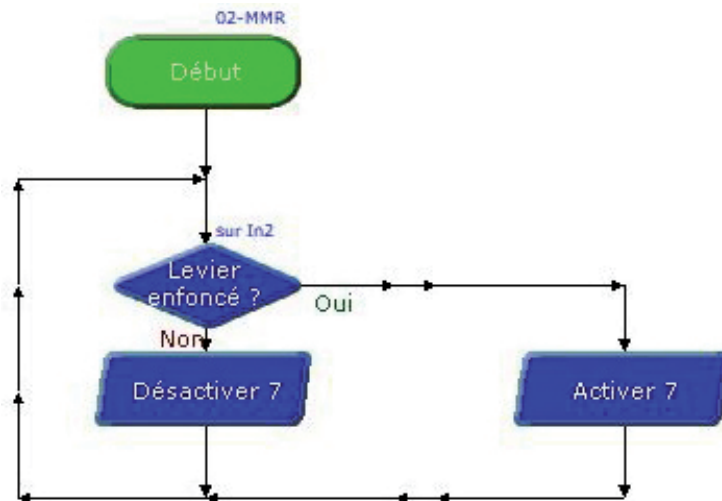 02-MMR
Début
sur In2
Levier
enfoncé ?
Oui
Non
Désactiver 7
Activer 7